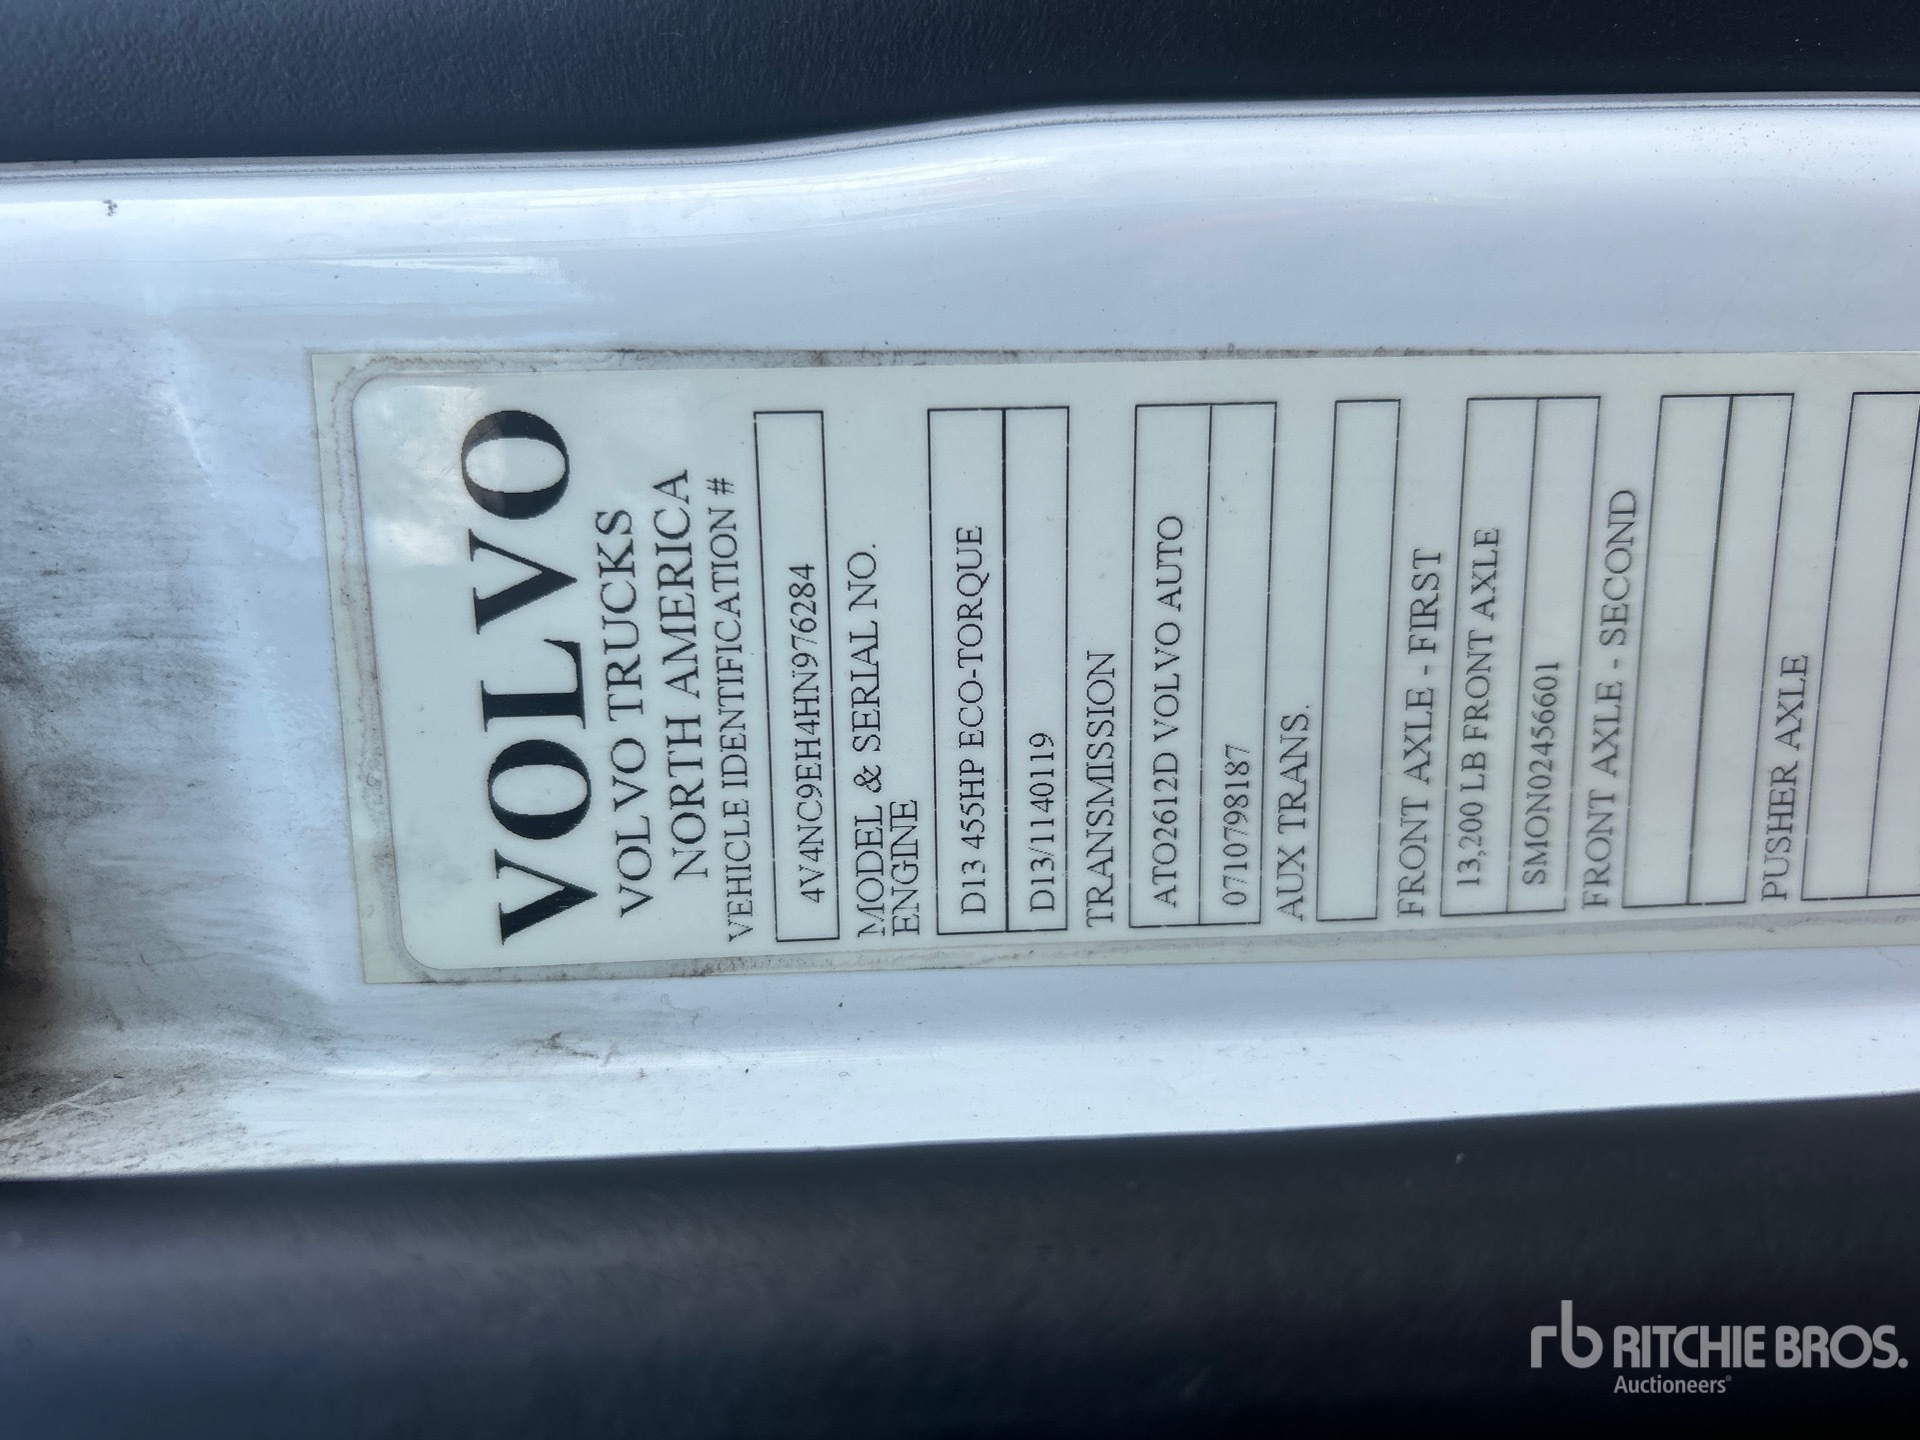 VOLVO
VOLVO TRUCKS
NORTH AMERICA
VEHICLE IDENTIFICATION #
4V4NC9EH4HN976284
MODEL & SERIAL NO.
ENGINE
D13 455HP ECO-TORQUE
D13/1140119
TRANSMISSION
ATO2612D VOLVO AUTO
0710798187
AUX TRANS.
FRONT AXLE - FIRST
13,200 LB FRONT AXLE
SMON02456601
FRONT AXLE - SECOND
PUSHER AXLE
rb RITCHIE BROS.
Auctioneers